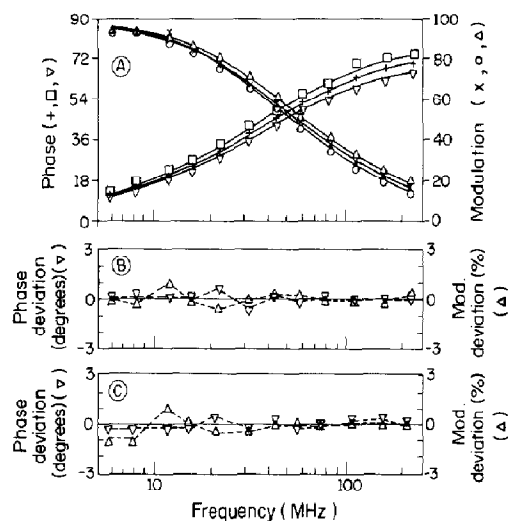 90
72
54
36
18
0
Phase (+, □, ▽)
A
100
80
60
40
20
0
Modulation (x, o, △)
3
0
-3
Phase
deviation
(degrees)(▽)
B
3
0
-3
Mod.
deviation (%)
(△)
3
0
-3
Phase
deviation
(degrees)(▽)
C
3
0
-3
Mod.
deviation (%)
(△)
10
100
Frequency (MHz)